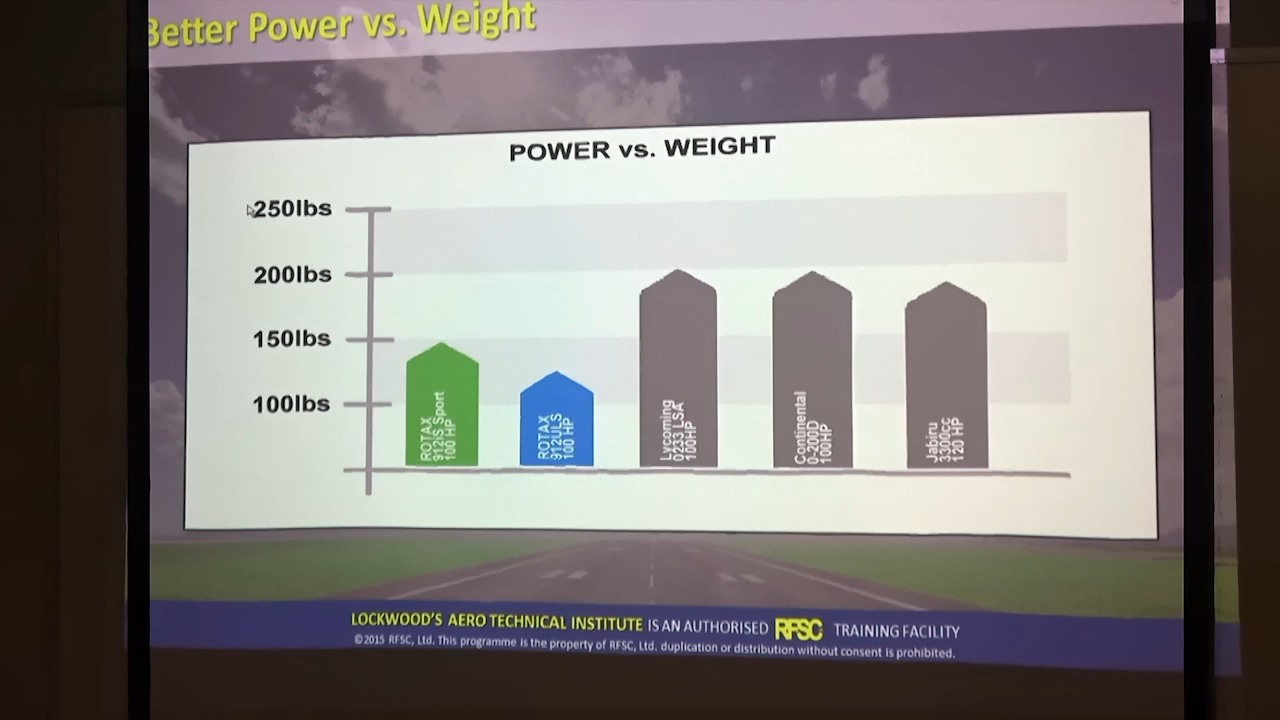 Better Power vs. Weight
POWER vs. WEIGHT
250lbs
200lbs
150lbs
100lbs
ROTAX
912iS Sport
100 HP
ROTAX
912ULS
100 HP
Lycoming
0233 LSA
100HP
Continental
0-200D
100HP
Jabiru
3300cc
120 HP
LOCKWOOD'S AERO TECHNICAL INSTITUTE IS AN AUTHORISED RFSC TRAINING FACILITY
©2015 RFSC, Ltd. This programme is the property of RFSC, Ltd. duplication or distribution without consent is prohibited.